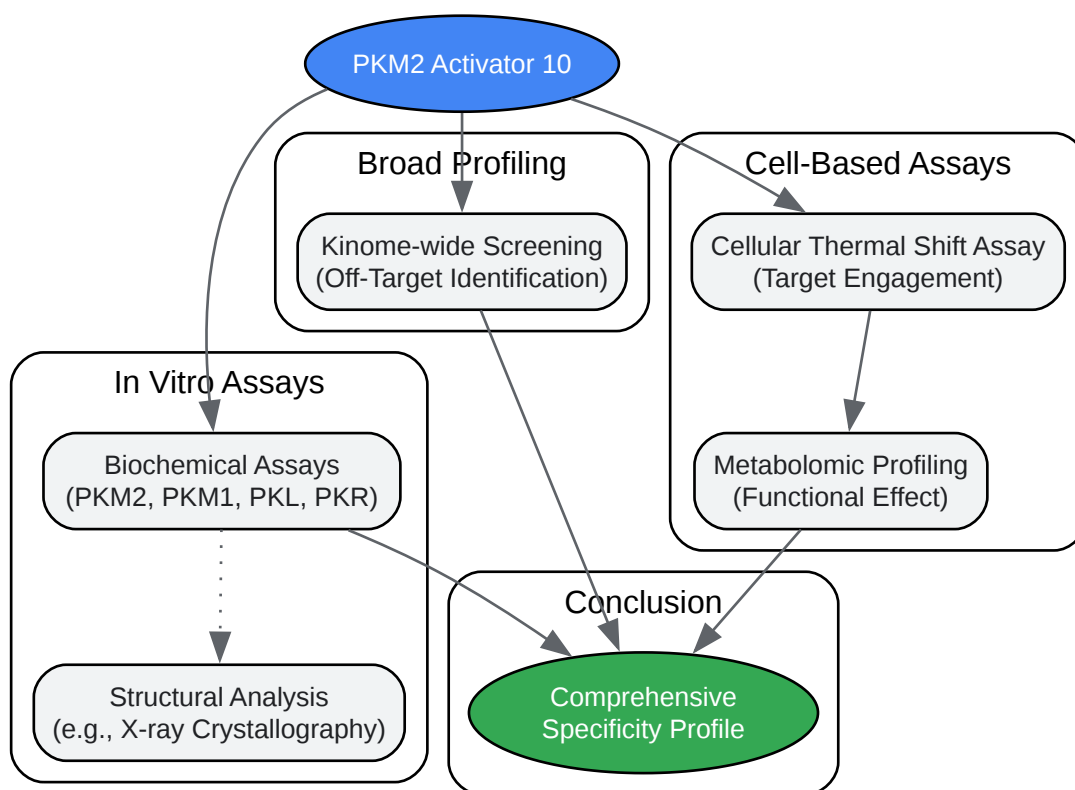 PKM2 Activator 10
Broad Profiling
Kinome-wide Screening
(Off-Target Identification)
Cell-Based Assays
Cellular Thermal Shift Assay
(Target Engagement)
Metabolomic Profiling
(Functional Effect)
In Vitro Assays
Biochemical Assays
(PKM2, PKM1, PKL, PKR)
Structural Analysis
(e.g., X-ray Crystallography)
Conclusion
Comprehensive
Specificity Profile